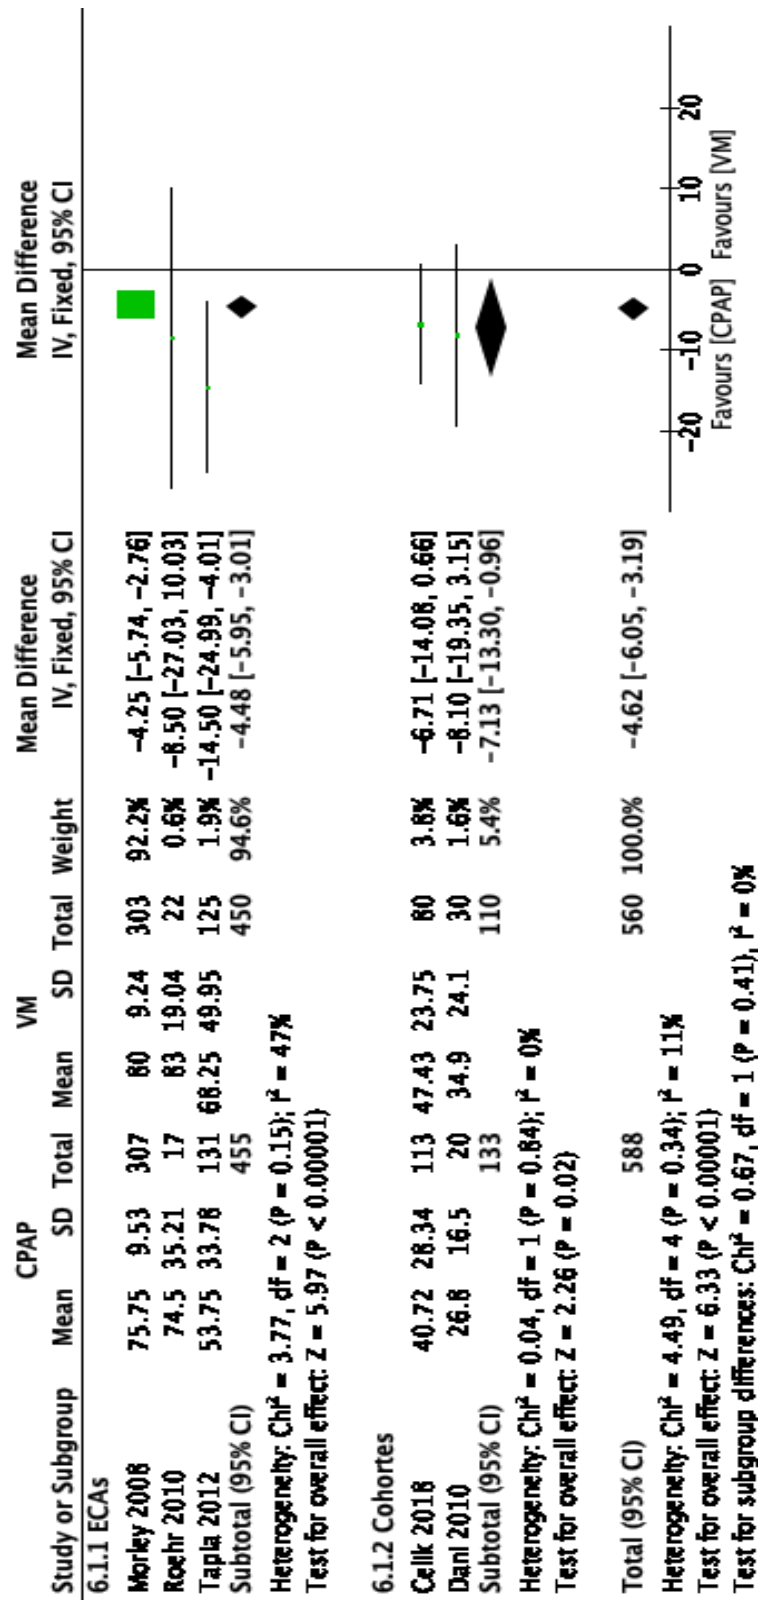 CPAP VM Mean Difference Mean Difference
Study or Subgroup Mean SD Total Mean SD Total Weight IV, Fixed, 95% CI IV, Fixed, 95% CI
6.1.1 ECAs
Morley 2008 75.75 9.53 307 80 9.24 303 92.2% −4.25 [−5.74, −2.76]
Roehr 2010 74.5 35.21 17 83 19.04 22 0.6% −8.50 [−27.03, 10.03]
Tapia 2012 53.75 33.78 131 68.25 49.95 125 1.9% −14.50 [−24.99, −4.01]
Subtotal (95% CI) 455 450 94.6% −4.48 [−5.95, −3.01]
Heterogeneity: Chi² = 3.77, df = 2 (P = 0.15); I² = 47%
Test for overall effect: Z = 5.97 (P < 0.00001)
6.1.2 Cohortes
Celik 2018 40.72 28.34 113 47.43 23.75 80 3.8% −6.71 [−14.08, 0.66]
Dani 2010 26.8 16.5 20 34.9 24.1 30 1.6% −8.10 [−19.35, 3.15]
Subtotal (95% CI) 133 110 5.4% −7.13 [−13.30, −0.96]
Heterogeneity: Chi² = 0.04, df = 1 (P = 0.84); I² = 0%
Test for overall effect: Z = 2.26 (P = 0.02)
Total (95% CI) 588 560 100.0% −4.62 [−6.05, −3.19]
Heterogeneity: Chi² = 4.49, df = 4 (P = 0.34); I² = 11%
Test for overall effect: Z = 6.33 (P < 0.00001)
Test for subgroup differences: Chi² = 0.67, df = 1 (P = 0.41), I² = 0%
−20 −10 0 10 20
Favours [CPAP] Favours [VM]